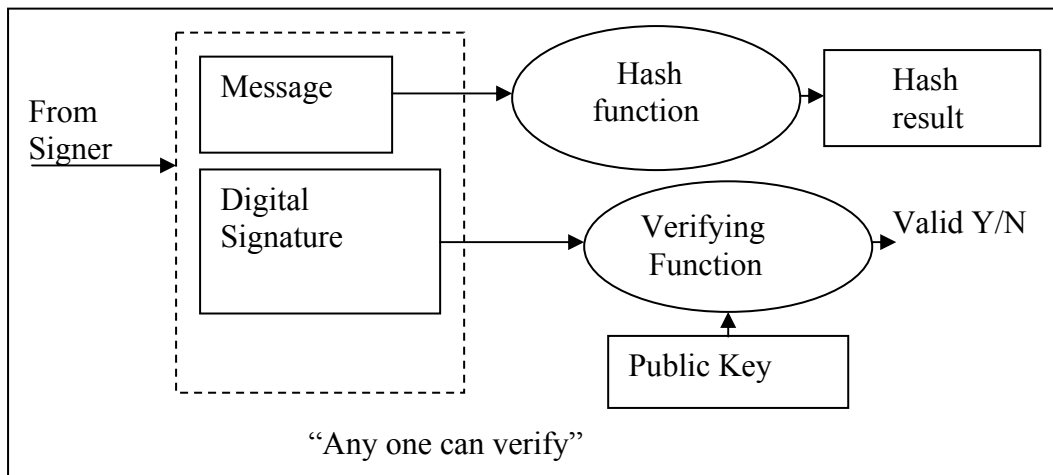 From
Signer
Message
Hash
function
Hash
result
Digital
Signature
Verifying
Function
Valid Y/N
Public Key
“Any one can verify”